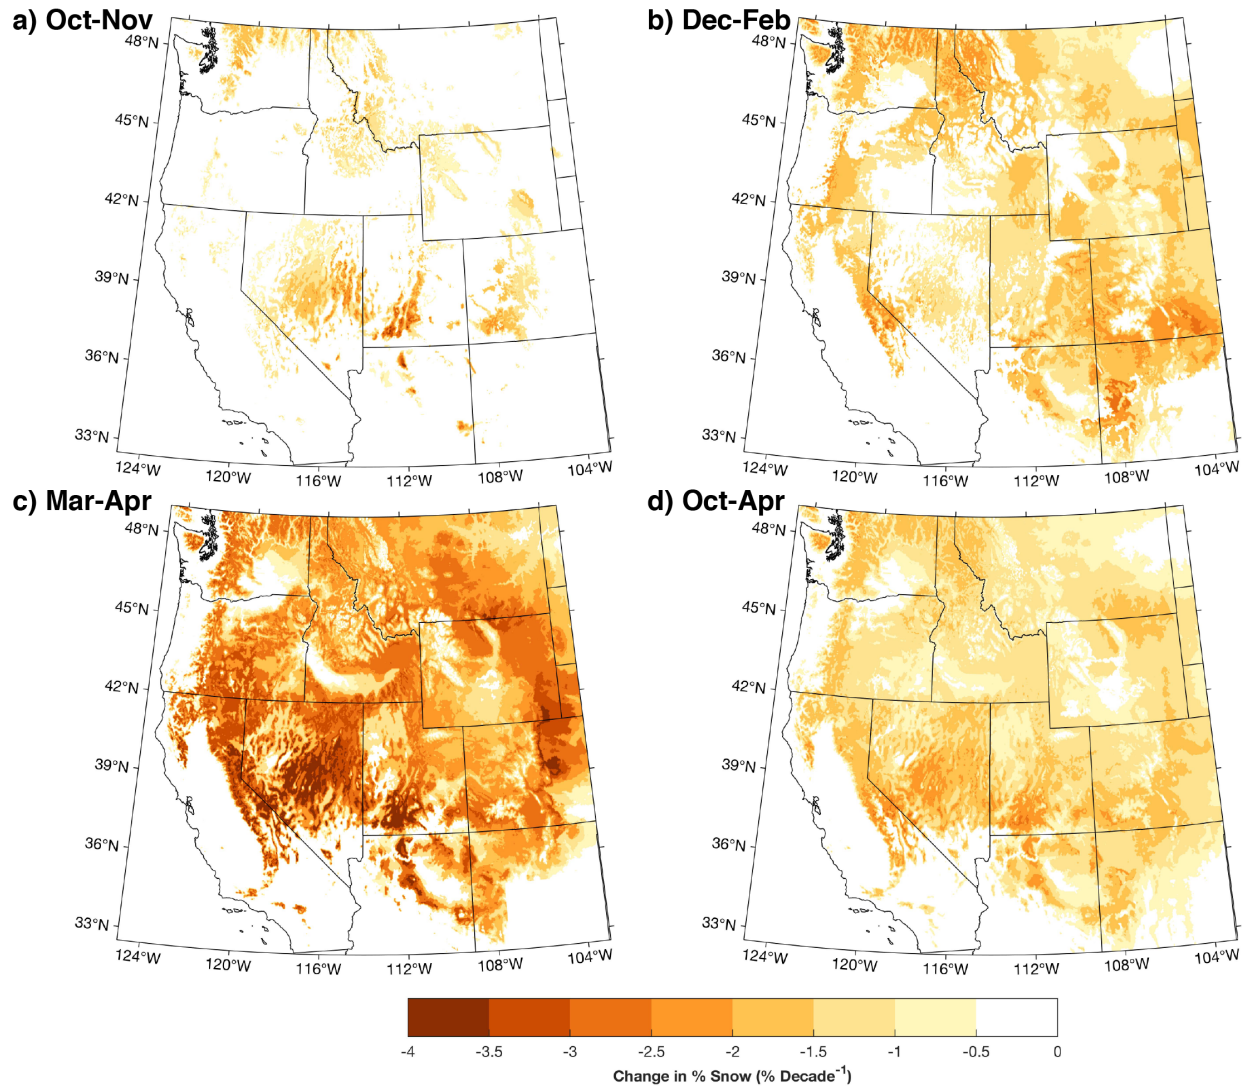 a) Oct-Nov
48°N
45°N
42°N
39°N
36°N
33°N
124°W
120°W
116°W
112°W
108°W
104°W
b) Dec-Feb
48°N
45°N
42°N
39°N
36°N
33°N
124°W
120°W
116°W
112°W
108°W
104°W
c) Mar-Apr
48°N
45°N
42°N
39°N
36°N
33°N
124°W
120°W
116°W
112°W
108°W
104°W
d) Oct-Apr
48°N
45°N
42°N
39°N
36°N
33°N
124°W
120°W
116°W
112°W
108°W
104°W
-4 -3.5 -3 -2.5 -2 -1.5 -1 -0.5 0
Change in % Snow (% Decade⁻¹)